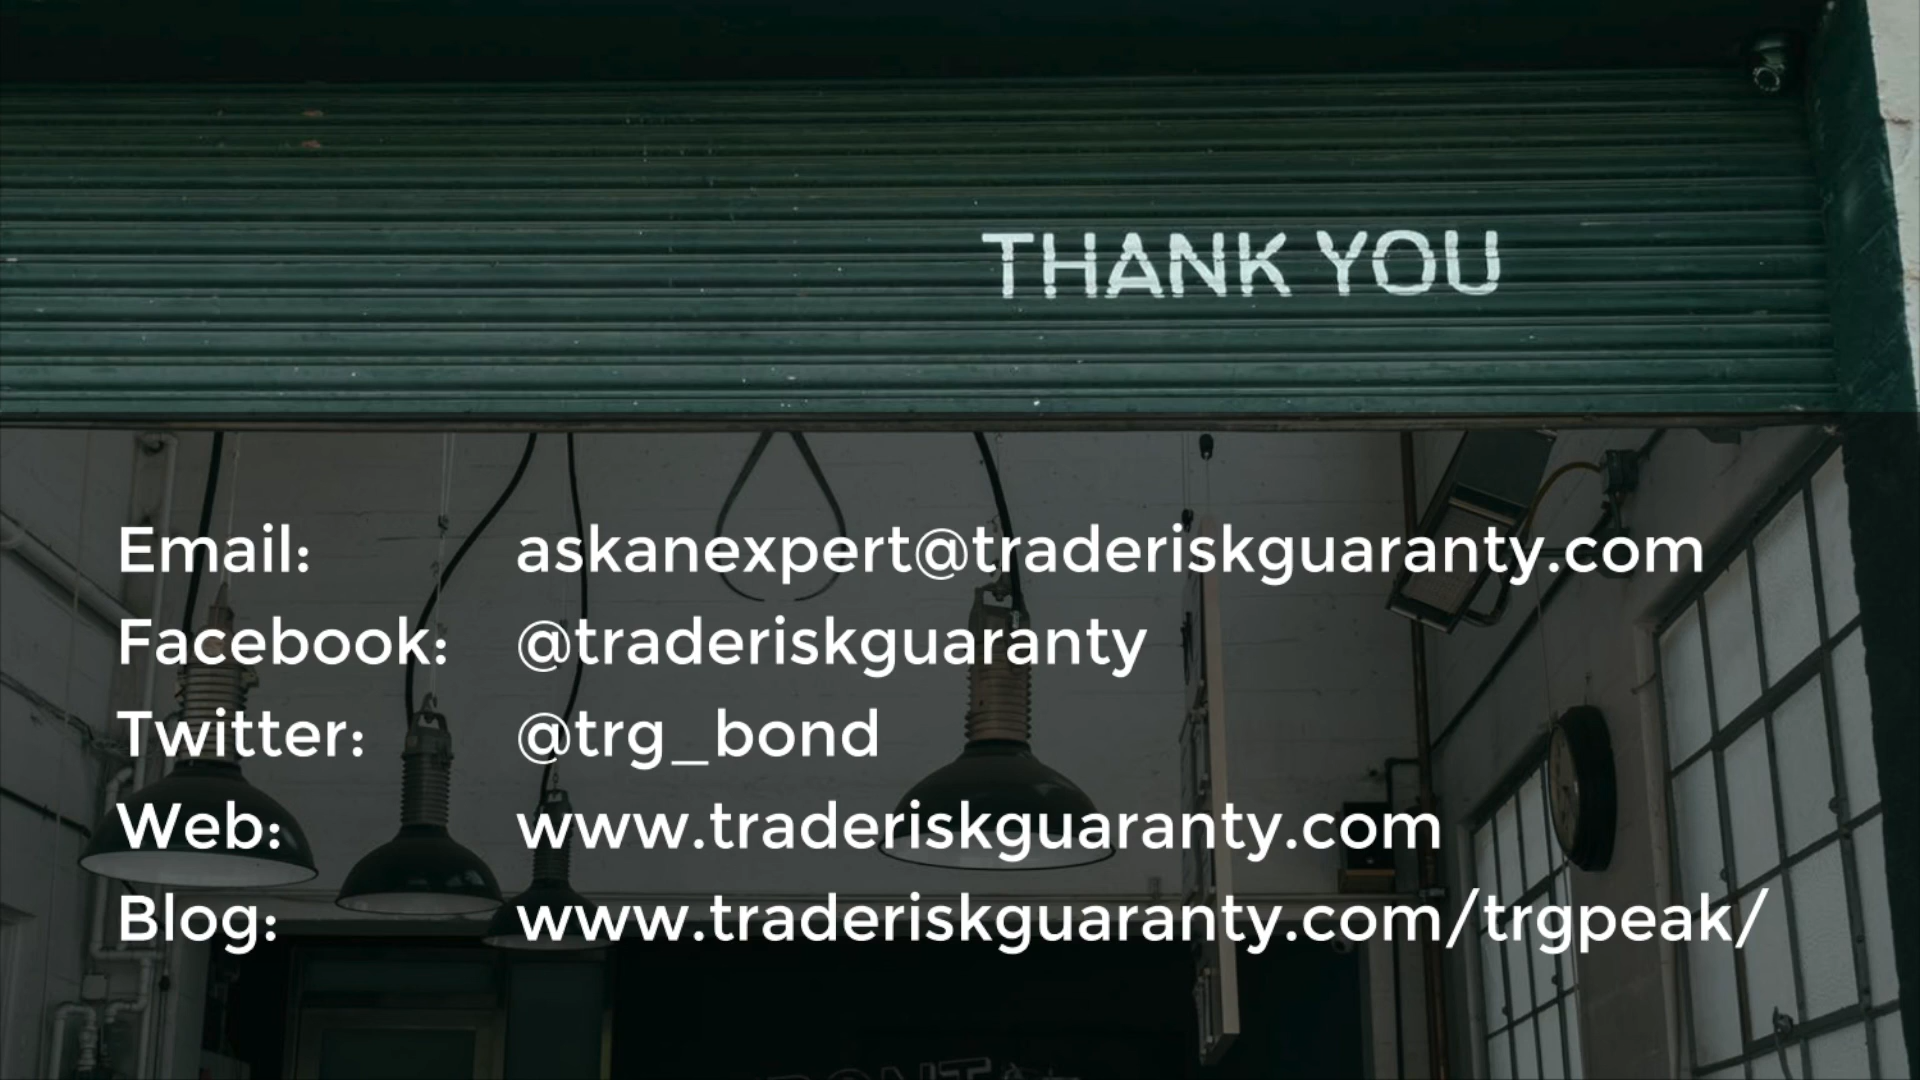 THANK YOU
Email: askanexpert@traderiskguaranty.com
Facebook: @traderiskguaranty
Twitter: @trg_bond
Web: www.traderiskguaranty.com
Blog: www.traderiskguaranty.com/trgpeak/